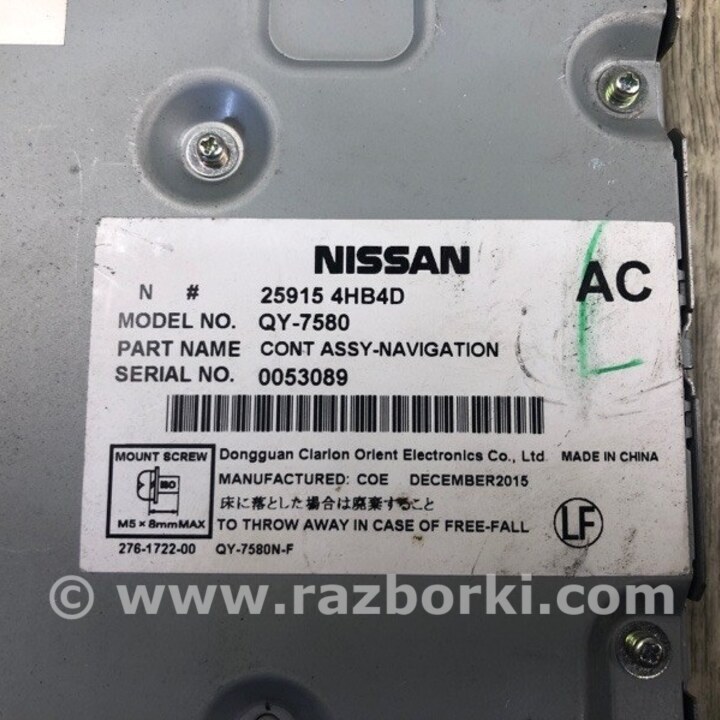 NISSAN
AC
N # 25915 4HB4D
MODEL NO. QY-7580
PART NAME CONT ASSY-NAVIGATION
SERIAL NO. 0053089
MOUNT SCREW
ISO
M5 × 8mmMAX
Dongguan Clarion Orient Electronics Co., Ltd. MADE IN CHINA
MANUFACTURED: COE DECEMBER2015
床に落とした場合は廃棄すること
TO THROW AWAY IN CASE OF FREE-FALL
LF
276-1722-00 QY-7580N-F
© www.razborki.com